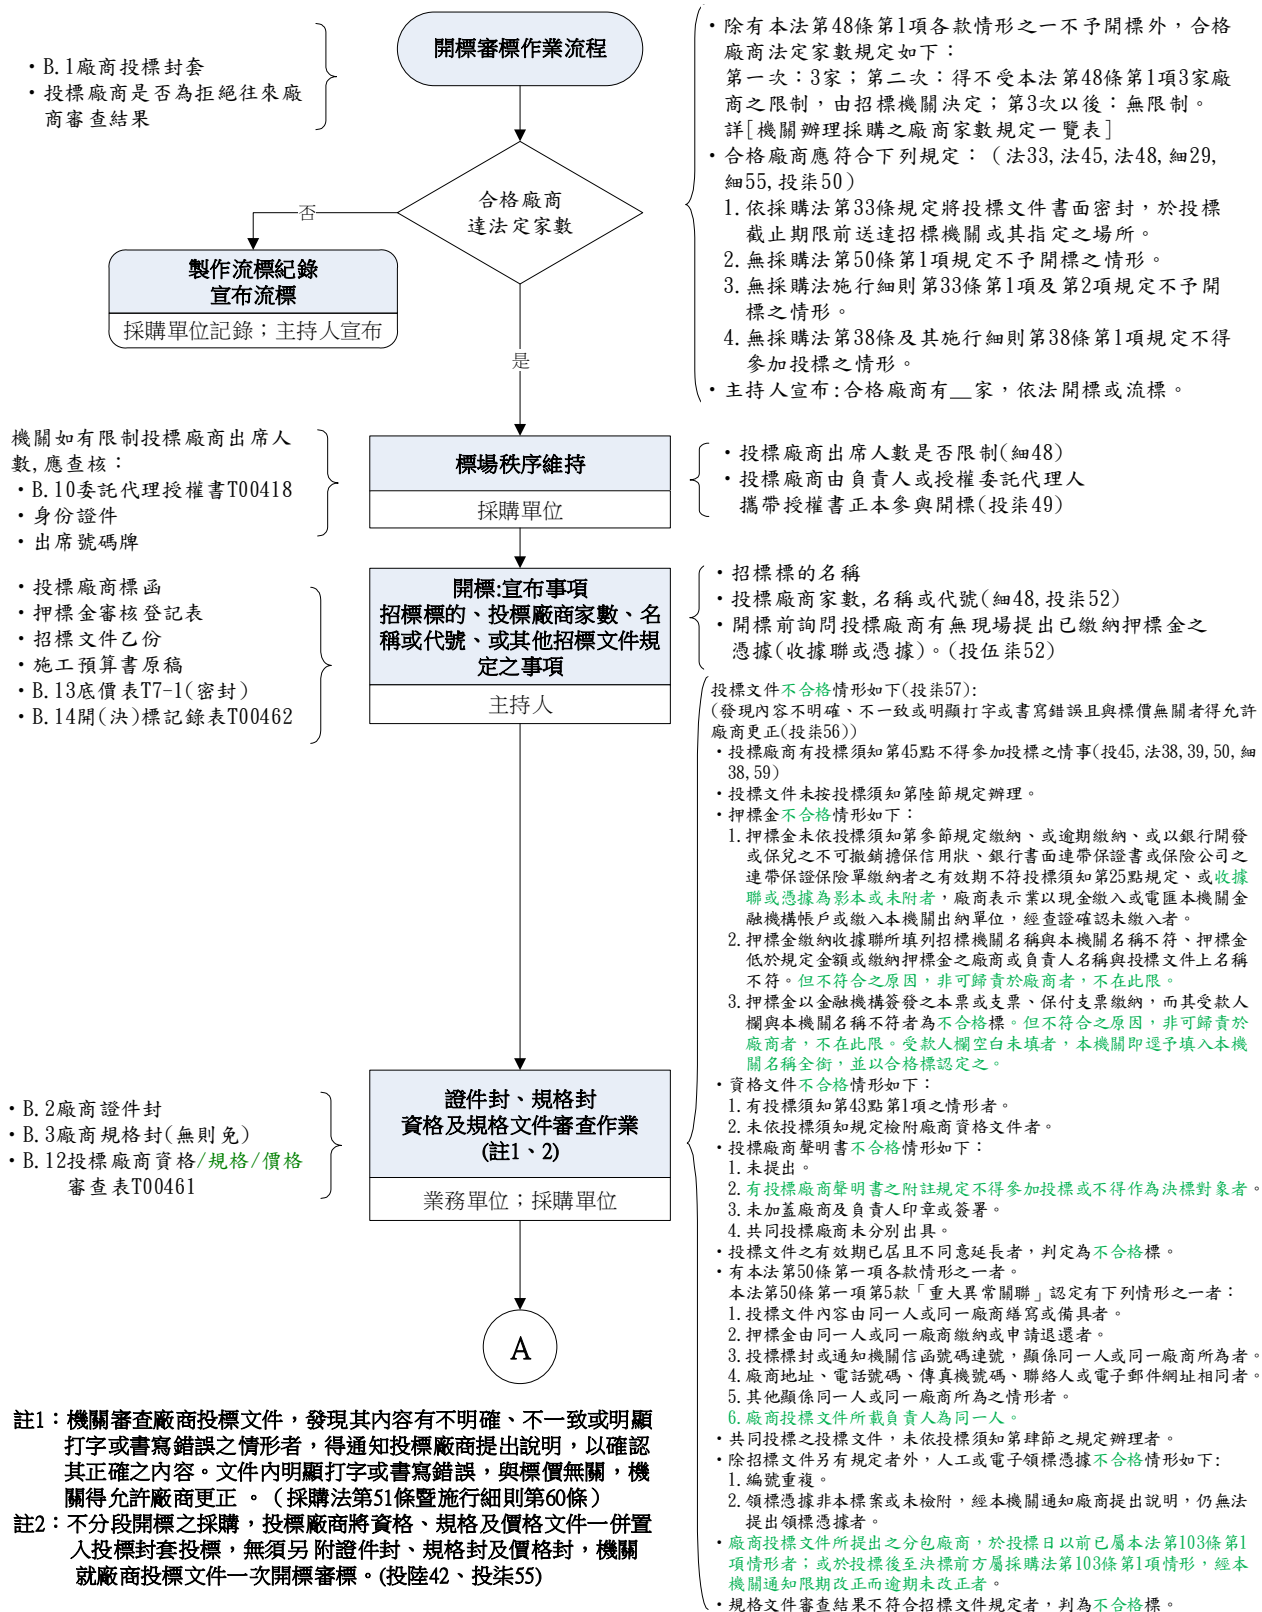 開標審標作業流程
・B.1廠商投標封套
・投標廠商是否為拒絕往來廠
商審查結果
・除有本法第48條第1項各款情形之一不予開標外，合格
廠商法定家數規定如下：
第一次：3家；第二次：得不受本法第48條第1項3家廠
商之限制，由招標機關決定；第3次以後：無限制。
詳[機關辦理採購之廠商家數規定一覽表]
・合格廠商應符合下列規定：（法33,法45,法48,細29,
細55,投柒50）
1.依採購法第33條規定將投標文件書面密封，於投標
截止期限前送達招標機關或其指定之場所。
2.無採購法第50條第1項規定不予開標之情形。
3.無採購法施行細則第33條第1項及第2項規定不予開
標之情形。
4.無採購法第38條及其施行細則第38條第1項規定不得
參加投標之情形。
・主持人宣布:合格廠商有__家，依法開標或流標。
合格廠商
達法定家數
否
製作流標紀錄
宣布流標
採購單位記錄；主持人宣布
是
機關如有限制投標廠商出席人
數,應查核：
・B.10委託代理授權書T00418
・身份證件
・出席號碼牌
標場秩序維持
採購單位
・投標廠商出席人數是否限制(細48)
・投標廠商由負責人或授權委託代理人
攜帶授權書正本參與開標(投柒49)
・投標廠商標函
・押標金審核登記表
・招標文件乙份
・施工預算書原稿
・B.13底價表T7-1(密封)
・B.14開(決)標記錄表T00462
開標:宣布事項
招標標的、投標廠商家數、名
稱或代號、或其他招標文件規
定之事項
主持人
・招標標的名稱
・投標廠商家數,名稱或代號(細48,投柒52)
・開標前詢問投標廠商有無現場提出已繳納押標金之
憑據(收據聯或憑據)。(投伍柒52)
投標文件不合格情形如下(投柒57):
(發現內容不明確、不一致或明顯打字或書寫錯誤且與標價無關者得允許
廠商更正(投柒56))
・投標廠商有投標須知第45點不得參加投標之情事(投45,法38,39,50,細
38,59)
・投標文件未按投標須知第陸節規定辦理。
・押標金不合格情形如下：
1.押標金未依投標須知第參節規定繳納、或逾期繳納、或以銀行開發
或保兌之不可撤銷擔保信用狀、銀行書面連帶保證書或保險公司之
連帶保證保險單繳納者之有效期不符投標須知第25點規定、或收據
聯或憑據為影本或未附者，廠商表示業以現金繳入或電匯本機關金
融機構帳戶或繳入本機關出納單位，經查證確認未繳入者。
2.押標金繳納收據聯所填列招標機關名稱與本機關名稱不符、押標金
低於規定金額或繳納押標金之廠商或負責人名稱與投標文件上名稱
不符。但不符合之原因，非可歸責於廠商者，不在此限。
3.押標金以金融機構簽發之本票或支票、保付支票繳納，而其受款人
欄與本機關名稱不符者為不合格標。但不符合之原因，非可歸責於
廠商者，不在此限。受款人欄空白未填者，本機關即逕予填入本機
關名稱全銜，並以合格標認定之。
・資格文件不合格情形如下：
1.有投標須知第43點第1項之情形者。
2.未依投標須知規定檢附廠商資格文件者。
・投標廠商聲明書不合格情形如下：
1.未提出。
2.有投標廠商聲明書之附註規定不得參加投標或不得作為決標對象者。
3.未加蓋廠商及負責人印章或簽署。
4.共同投標廠商未分別出具。
・投標文件之有效期已屆且不同意延長者，判定為不合格標。
・有本法第50條第一項各款情形之一者。
本法第50條第一項第5款「重大異常關聯」認定有下列情形之一者：
1.投標文件內容由同一人或同一廠商繕寫或備具者。
2.押標金由同一人或同一廠商繳納或申請退還者。
3.投標標封或通知機關信函號碼連號，顯係同一人或同一廠商所為者。
4.廠商地址、電話號碼、傳真機號碼、聯絡人或電子郵件網址相同者。
5.其他顯係同一人或同一廠商所為之情形者。
6.廠商投標文件所載負責人為同一人。
・共同投標之投標文件，未依投標須知第肆節之規定辦理者。
・除招標文件另有規定者外，人工或電子領標憑據不合格情形如下:
1.編號重複。
2.領標憑據非本標案或未檢附，經本機關通知廠商提出說明，仍無法
提出領標憑據者。
・廠商投標文件所提出之分包廠商，於投標日以前已屬本法第103條第1
項情形者；或於投標後至決標前方屬採購法第103條第1項情形，經本
機關通知限期改正而逾期未改正者。
・規格文件審查結果不符合招標文件規定者，判為不合格標。
・B.2廠商證件封
・B.3廠商規格封(無則免)
・B.12投標廠商資格/規格/價格
審查表T00461
證件封、規格封
資格及規格文件審查作業
(註1、2)
業務單位；採購單位
A
註1：機關審查廠商投標文件，發現其內容有不明確、不一致或明顯
打字或書寫錯誤之情形者，得通知投標廠商提出說明，以確認
其正確之內容。文件內明顯打字或書寫錯誤，與標價無關，機
關得允許廠商更正 。（採購法第51條暨施行細則第60條）
註2：不分段開標之採購，投標廠商將資格、規格及價格文件一併置
入投標封套投標，無須另附證件封、規格封及價格封，機關
就廠商投標文件一次開標審標。(投陸42、投柒55)